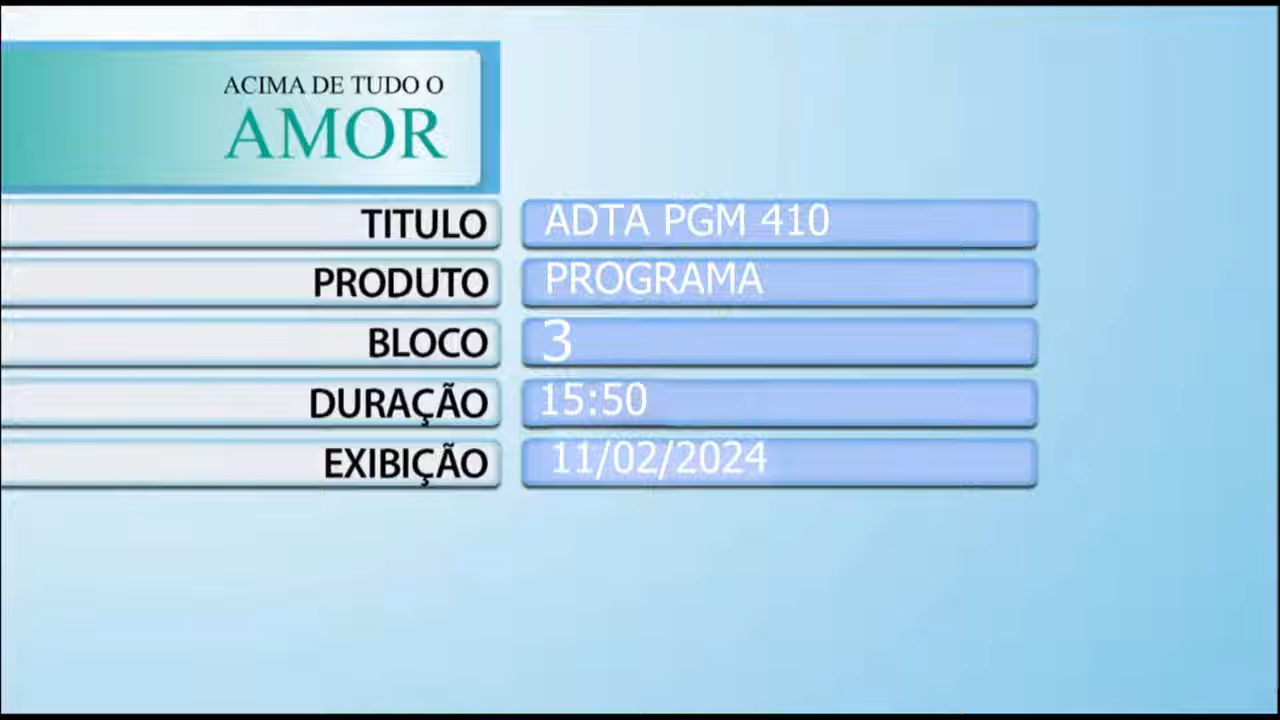 ACIMA DE TUDO O
AMOR
TITULO ADTA PGM 410
PRODUTO PROGRAMA
BLOCO 3
DURAÇÃO 15:50
EXIBIÇÃO 11/02/2024